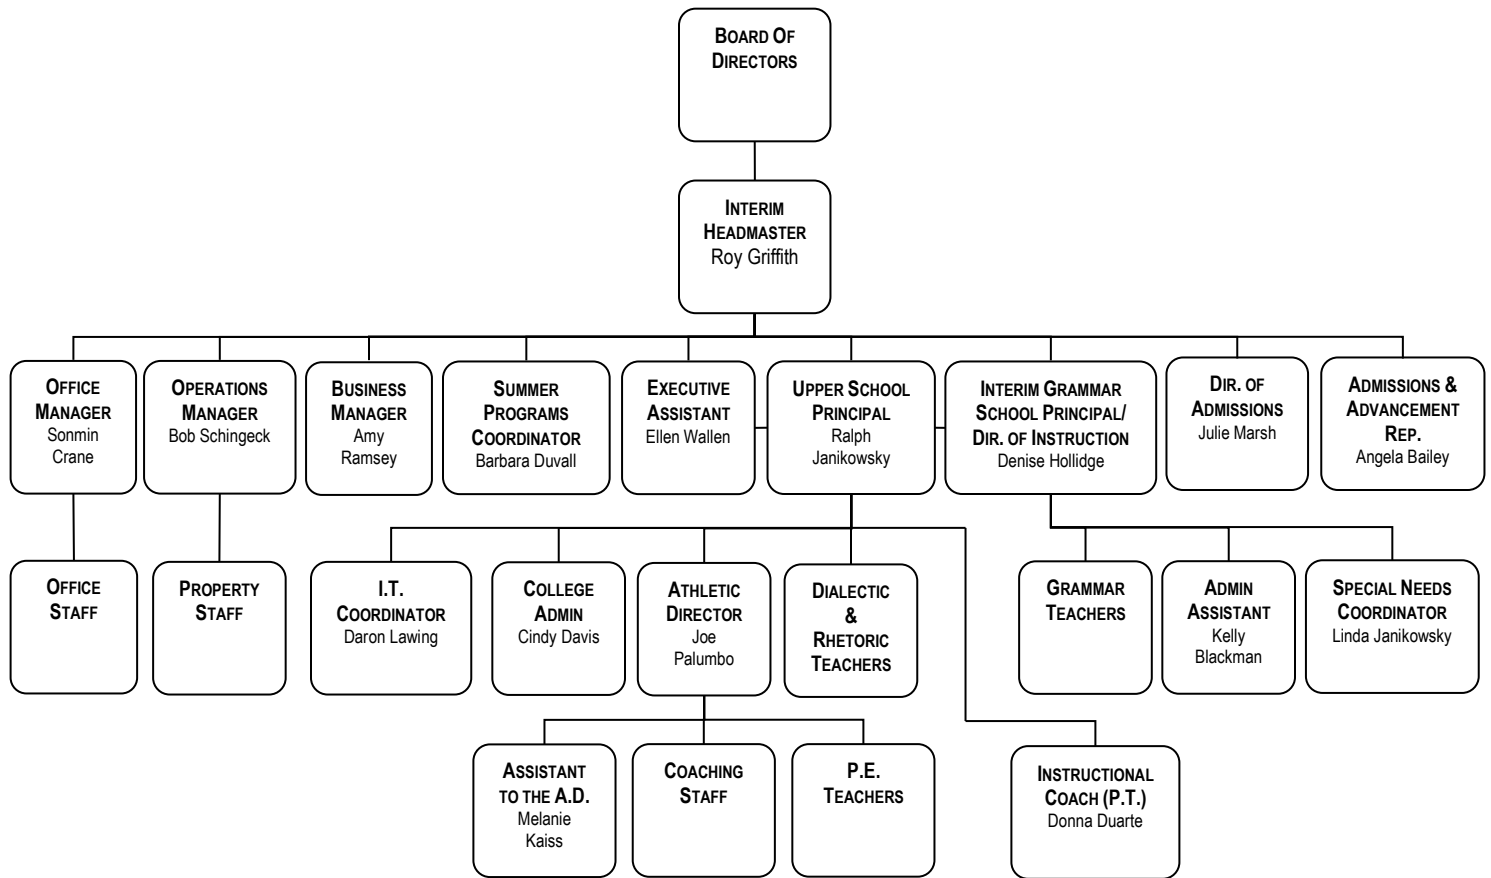 BOARD OF
DIRECTORS
INTERIM
HEADMASTER
Roy Griffith
OFFICE
MANAGER
Sonmin
Crane
OPERATIONS
MANAGER
Bob Schingeck
BUSINESS
MANAGER
Amy
Ramsey
SUMMER
PROGRAMS
COORDINATOR
Barbara Duvall
EXECUTIVE
ASSISTANT
Ellen Wallen
UPPER SCHOOL
PRINCIPAL
Ralph
Janikowsky
INTERIM GRAMMAR
SCHOOL PRINCIPAL/
DIR. OF INSTRUCTION
Denise Hollidge
DIR. OF
ADMISSIONS
Julie Marsh
ADMISSIONS &
ADVANCEMENT
REP.
Angela Bailey
OFFICE
STAFF
PROPERTY
STAFF
I.T.
COORDINATOR
Daron Lawing
COLLEGE
ADMIN
Cindy Davis
ATHLETIC
DIRECTOR
Joe
Palumbo
DIALECTIC
&
RHETORIC
TEACHERS
GRAMMAR
TEACHERS
ADMIN
ASSISTANT
Kelly
Blackman
SPECIAL NEEDS
COORDINATOR
Linda Janikowsky
ASSISTANT
TO THE A.D.
Melanie
Kaiss
COACHING
STAFF
P.E.
TEACHERS
INSTRUCTIONAL
COACH (P.T.)
Donna Duarte